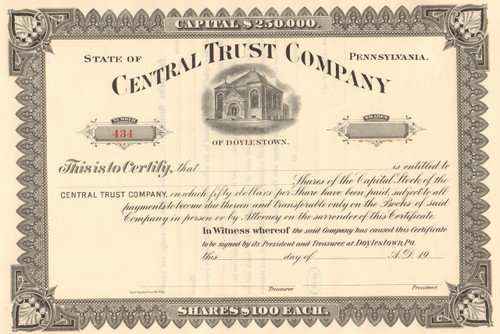 CAPITAL $250,000.
STATE OF PENNSYLVANIA.
CENTRAL TRUST COMPANY
NUMBER SHARES
434
OF DOYLESTOWN.
This is to Certify, that is entitled to
Shares of the Capital Stock of the
CENTRAL TRUST COMPANY, on which fifty dollars per Share have been paid, subject to all
payments to become due thereon and transferable only on the Books of said
Company in person or by Attorney on the surrender of this Certificate.
In Witness whereof the said Company has caused this Certificate
to be signed by its President and Treasurer at Doylestown, Pa.
this day of A.D. 19
Treasurer President.
SHARES $100 EACH.